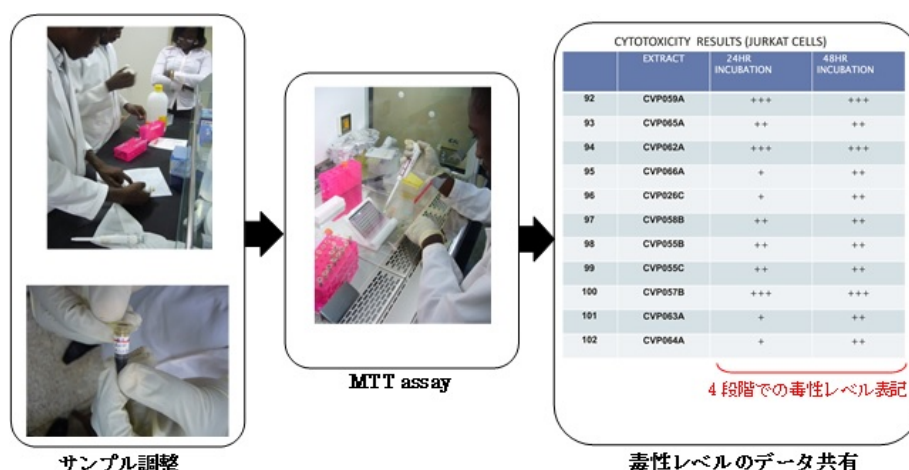 CYTOTOXICITY RESULTS (JURKAT CELLS)
EXTRACT 24HR INCUBATION 48HR INCUBATION
92 CVP059A +++ +++
93 CVP065A ++ ++
94 CVP062A +++ +++
95 CVP066A + ++
96 CVP026C + ++
97 CVP058B ++ ++
98 CVP055B ++ ++
99 CVP055C ++ ++
100 CVP057B +++ +++
101 CVP063A + ++
102 CVP064A + ++
4段階での毒性レベル表記
MTT assay
サンプル調整
毒性レベルのデータ共有